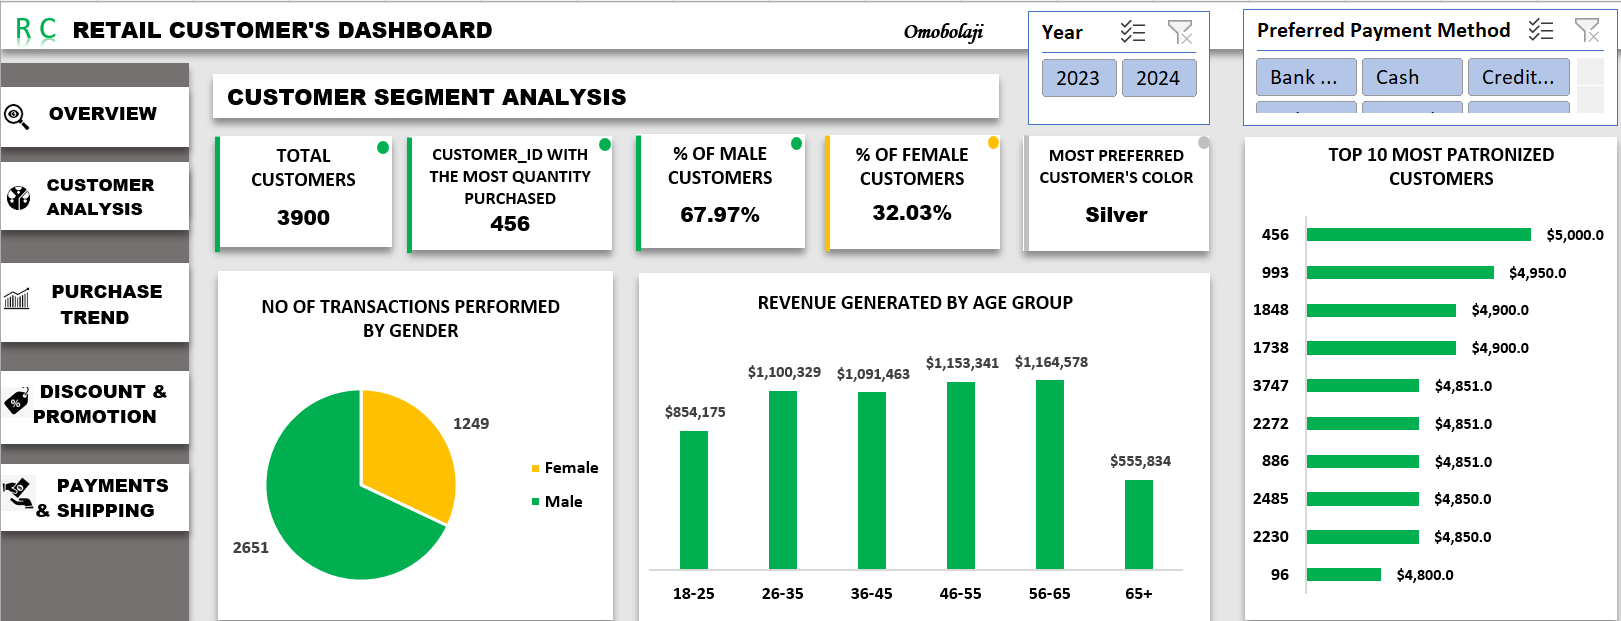 R C RETAIL CUSTOMER'S DASHBOARD
Omobolaji
Year
2023 2024
Preferred Payment Method
Bank ... Cash Credit...
OVERVIEW
CUSTOMER
ANALYSIS
PURCHASE
TREND
DISCOUNT &
PROMOTION
PAYMENTS
& SHIPPING
CUSTOMER SEGMENT ANALYSIS
TOTAL
CUSTOMERS
3900
CUSTOMER_ID WITH
THE MOST QUANTITY
PURCHASED
456
% OF MALE
CUSTOMERS
67.97%
% OF FEMALE
CUSTOMERS
32.03%
MOST PREFERRED
CUSTOMER'S COLOR
Silver
NO OF TRANSACTIONS PERFORMED
BY GENDER
1249
2651
Female
Male
REVENUE GENERATED BY AGE GROUP
$854,175 $1,100,329 $1,091,463 $1,153,341 $1,164,578 $555,834
18-25 26-35 36-45 46-55 56-65 65+
TOP 10 MOST PATRONIZED
CUSTOMERS
456 $5,000.0
993 $4,950.0
1848 $4,900.0
1738 $4,900.0
3747 $4,851.0
2272 $4,851.0
886 $4,851.0
2485 $4,850.0
2230 $4,850.0
96 $4,800.0